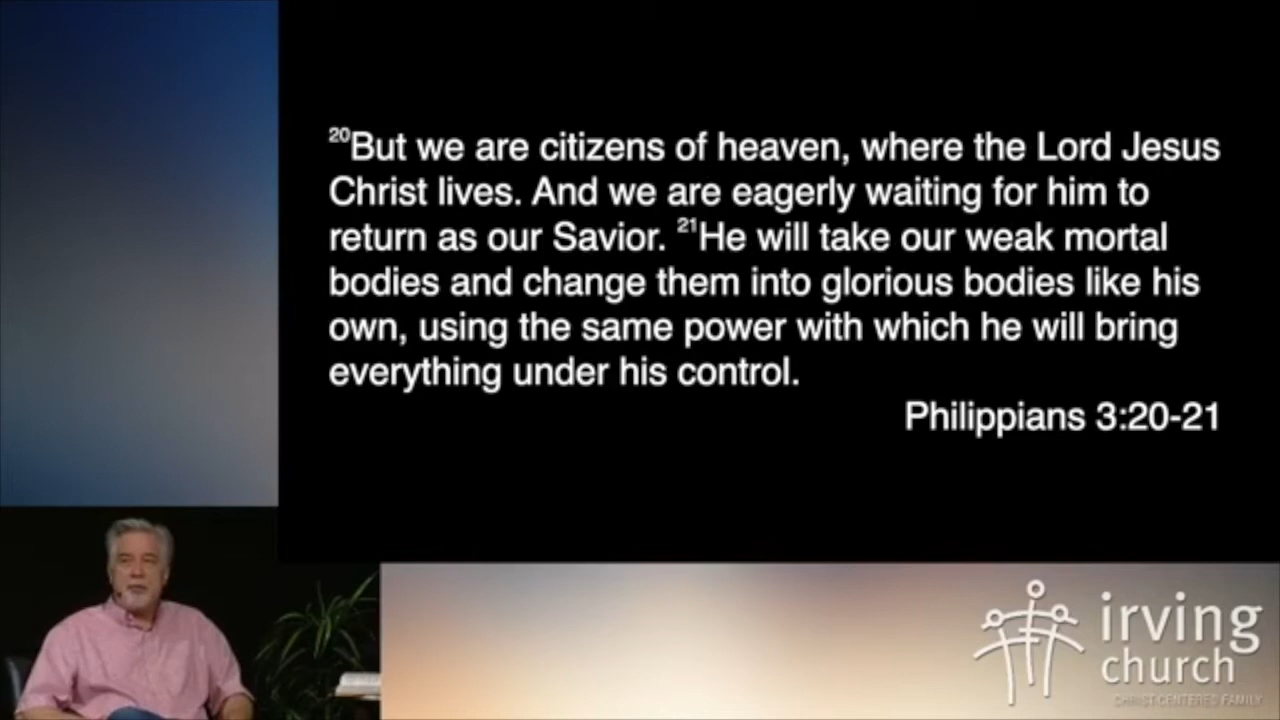 ²⁰But we are citizens of heaven, where the Lord Jesus
Christ lives. And we are eagerly waiting for him to
return as our Savior. ²¹He will take our weak mortal
bodies and change them into glorious bodies like his
own, using the same power with which he will bring
everything under his control.
Philippians 3:20-21
irving
church
CHRIST CENTERED FAMILY